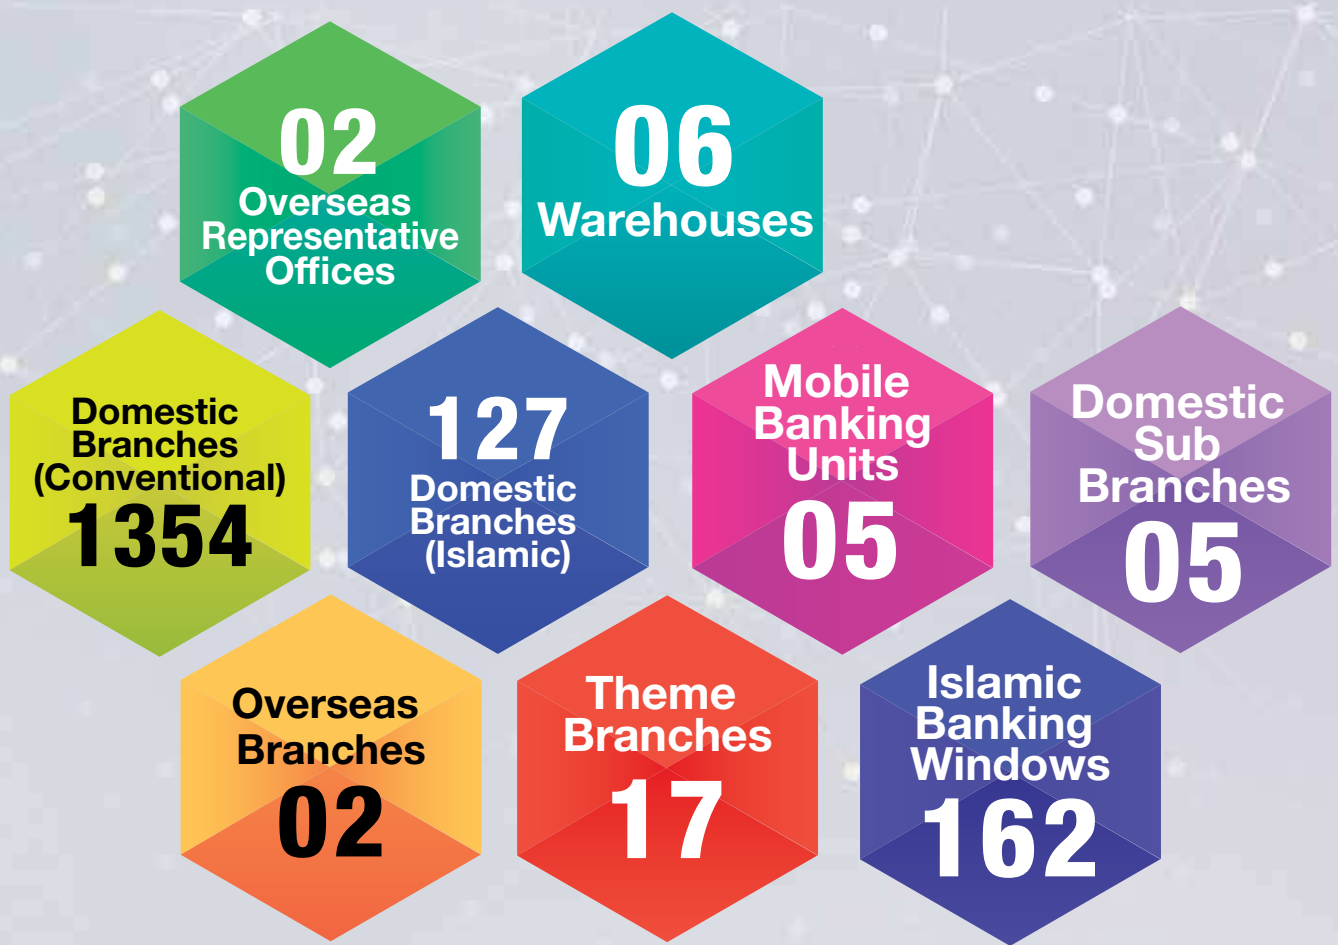 02
Overseas
Representative
Offices
06
Warehouses
Domestic
Branches
(Conventional)
1354
127
Domestic
Branches
(Islamic)
Mobile
Banking
Units
05
Domestic
Sub
Branches
05
Overseas
Branches
02
Theme
Branches
17
Islamic
Banking
Windows
162